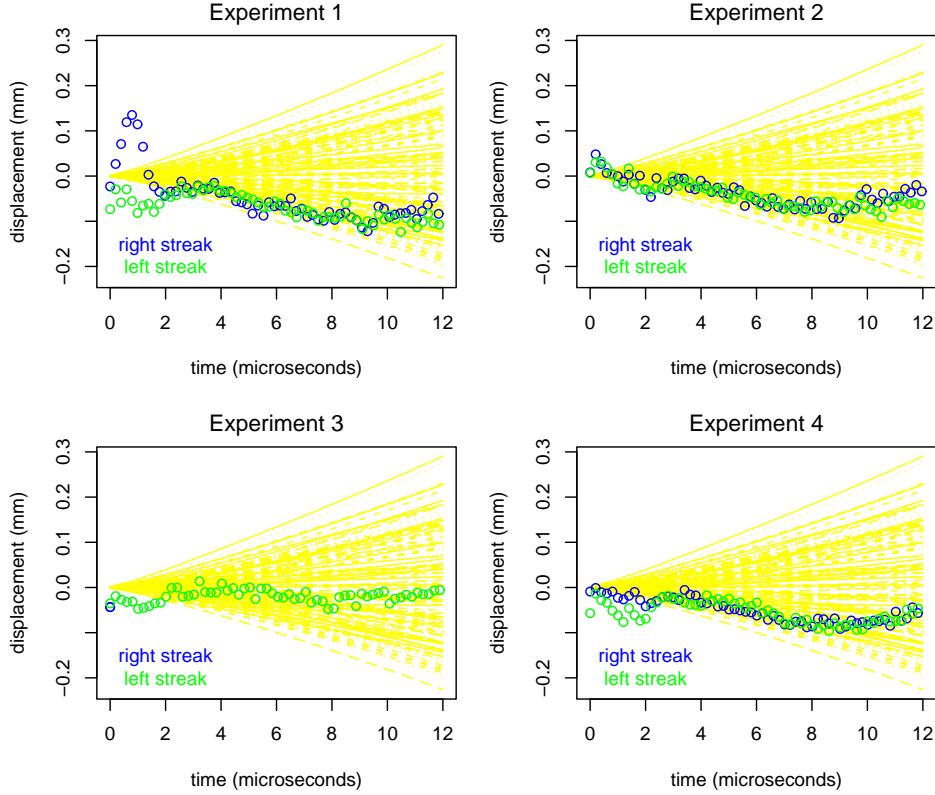 Experiment 1
displacement (mm)
0.3
0.2
0.1
0.0
−0.2
right streak
left streak
0 2 4 6 8 10 12
time (microseconds)
Experiment 2
displacement (mm)
0.3
0.2
0.1
0.0
−0.2
right streak
left streak
0 2 4 6 8 10 12
time (microseconds)
Experiment 3
displacement (mm)
0.3
0.2
0.1
0.0
−0.2
right streak
left streak
0 2 4 6 8 10 12
time (microseconds)
Experiment 4
displacement (mm)
0.3
0.2
0.1
0.0
−0.2
right streak
left streak
0 2 4 6 8 10 12
time (microseconds)